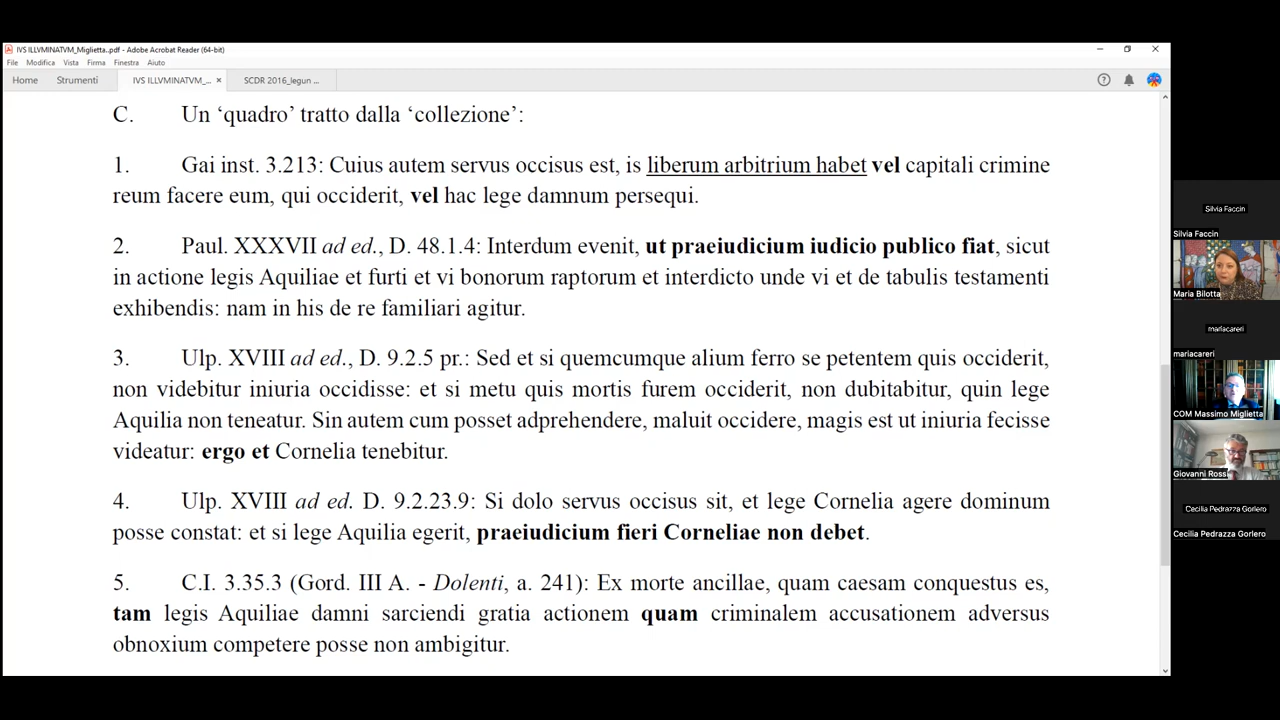 IVS ILLVMINATVM_Miglietta..pdf - Adobe Acrobat Reader (64-bit)
File Modifica Vista Firma Finestra Aiuto
Home Strumenti IVS ILLVMINATVM_... × SCDR 2016_legun ...
C. Un ‘quadro’ tratto dalla ‘collezione’:
1. Gai inst. 3.213: Cuius autem servus occisus est, is liberum arbitrium habet vel capitali crimine
reum facere eum, qui occiderit, vel hac lege damnum persequi.
2. Paul. XXXVII ad ed., D. 48.1.4: Interdum evenit, ut praeiudicium iudicio publico fiat, sicut
in actione legis Aquiliae et furti et vi bonorum raptorum et interdicto unde vi et de tabulis testamenti
exhibendis: nam in his de re familiari agitur.
3. Ulp. XVIII ad ed., D. 9.2.5 pr.: Sed et si quemcumque alium ferro se petentem quis occiderit,
non videbitur iniuria occidisse: et si metu quis mortis furem occiderit, non dubitabitur, quin lege
Aquilia non teneatur. Sin autem cum posset adprehendere, maluit occidere, magis est ut iniuria fecisse
videatur: ergo et Cornelia tenebitur.
4. Ulp. XVIII ad ed. D. 9.2.23.9: Si dolo servus occisus sit, et lege Cornelia agere dominum
posse constat: et si lege Aquilia egerit, praeiudicium fieri Corneliae non debet.
5. C.I. 3.35.3 (Gord. III A. - Dolenti, a. 241): Ex morte ancillae, quam caesam conquestus es,
tam legis Aquiliae damni sarciendi gratia actionem quam criminalem accusationem adversus
obnoxium competere posse non ambigitur.
Silvia Faccin
Silvia Faccin
Maria Bilotta
mariacareri
mariacareri
COM Massimo Miglietta
Giovanni Rossi
Cecilia Pedrazza Gorlero
Cecilia Pedrazza Gorlero